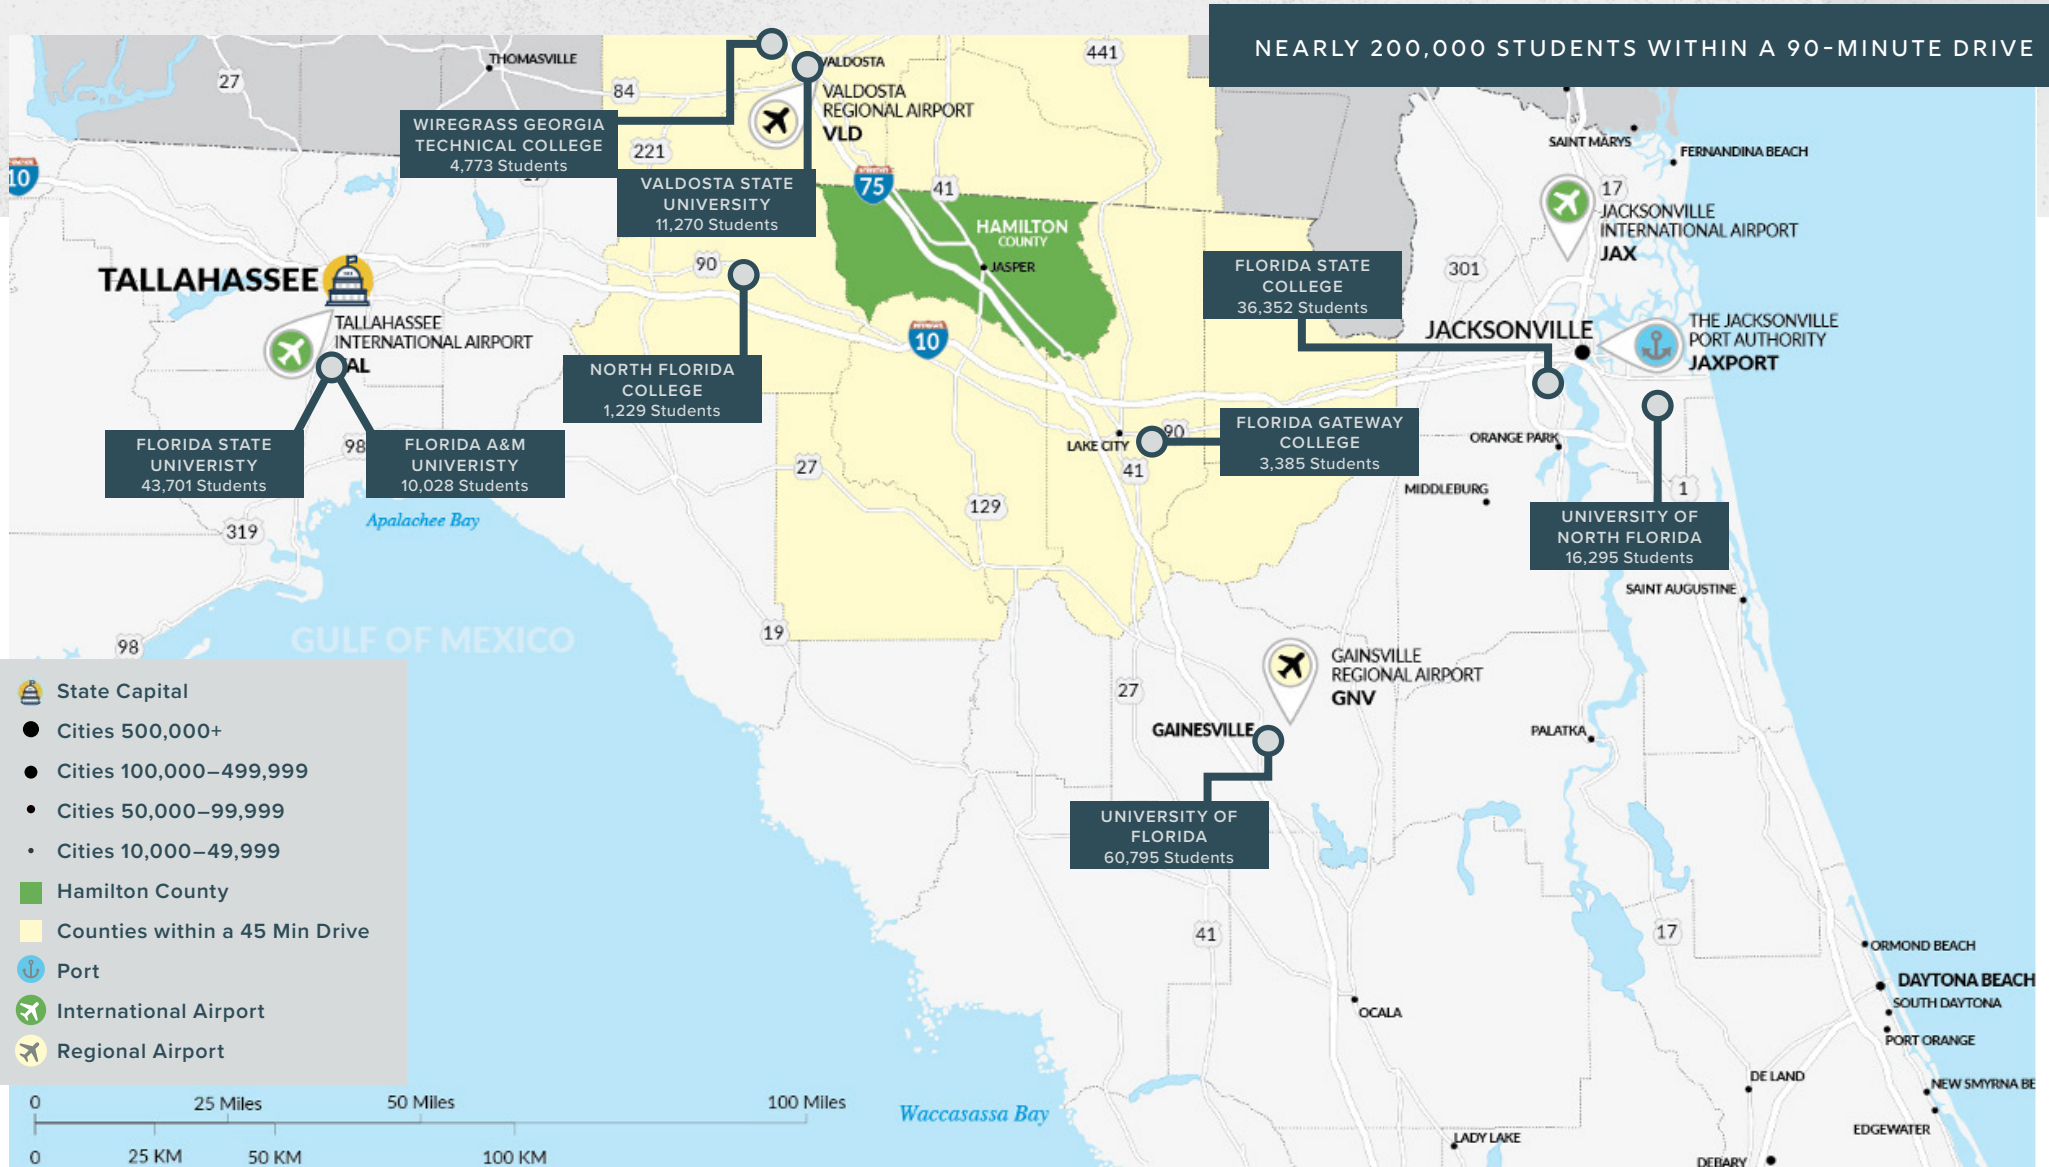 NEARLY 200,000 STUDENTS WITHIN A 90-MINUTE DRIVE
THOMASVILLE
27
84
441
VALDOSTA
VALDOSTA
REGIONAL AIRPORT
VLD
WIREGRASS GEORGIA
TECHNICAL COLLEGE
4,773 Students
221
VALDOSTA STATE
UNIVERSITY
11,270 Students
10
75
41
HAMILTON
COUNTY
JASPER
SAINT MARYS
FERNANDINA BEACH
17
JACKSONVILLE
INTERNATIONAL AIRPORT
JAX
301
FLORIDA STATE
COLLEGE
36,352 Students
TALLAHASSEE
90
TALLAHASSEE
INTERNATIONAL AIRPORT
10
JACKSONVILLE
THE JACKSONVILLE
PORT AUTHORITY
JAXPORT
NORTH FLORIDA
COLLEGE
1,229 Students
FLORIDA STATE
UNIVERISTY
43,701 Students
98
FLORIDA A&M
UNIVERISTY
10,028 Students
LAKE CITY
90
41
FLORIDA GATEWAY
COLLEGE
3,385 Students
ORANGE PARK
MIDDLEBURG
1
27
129
UNIVERSITY OF
NORTH FLORIDA
16,295 Students
Apalachee Bay
319
SAINT AUGUSTINE
GULF OF MEXICO
98
19
27
GAINSVILLE
REGIONAL AIRPORT
GNV
GAINESVILLE
PALATKA
UNIVERSITY OF
FLORIDA
60,795 Students
41
17
ORMOND BEACH
DAYTONA BEACH
SOUTH DAYTONA
PORT ORANGE
OCALA
DE LAND
NEW SMYRNA BE
EDGEWATER
LADY LAKE
DEBARY
Waccasassa Bay
State Capital
Cities 500,000+
Cities 100,000–499,999
Cities 50,000–99,999
Cities 10,000–49,999
Hamilton County
Counties within a 45 Min Drive
Port
International Airport
Regional Airport
0 25 Miles 50 Miles 100 Miles
0 25 KM 50 KM 100 KM